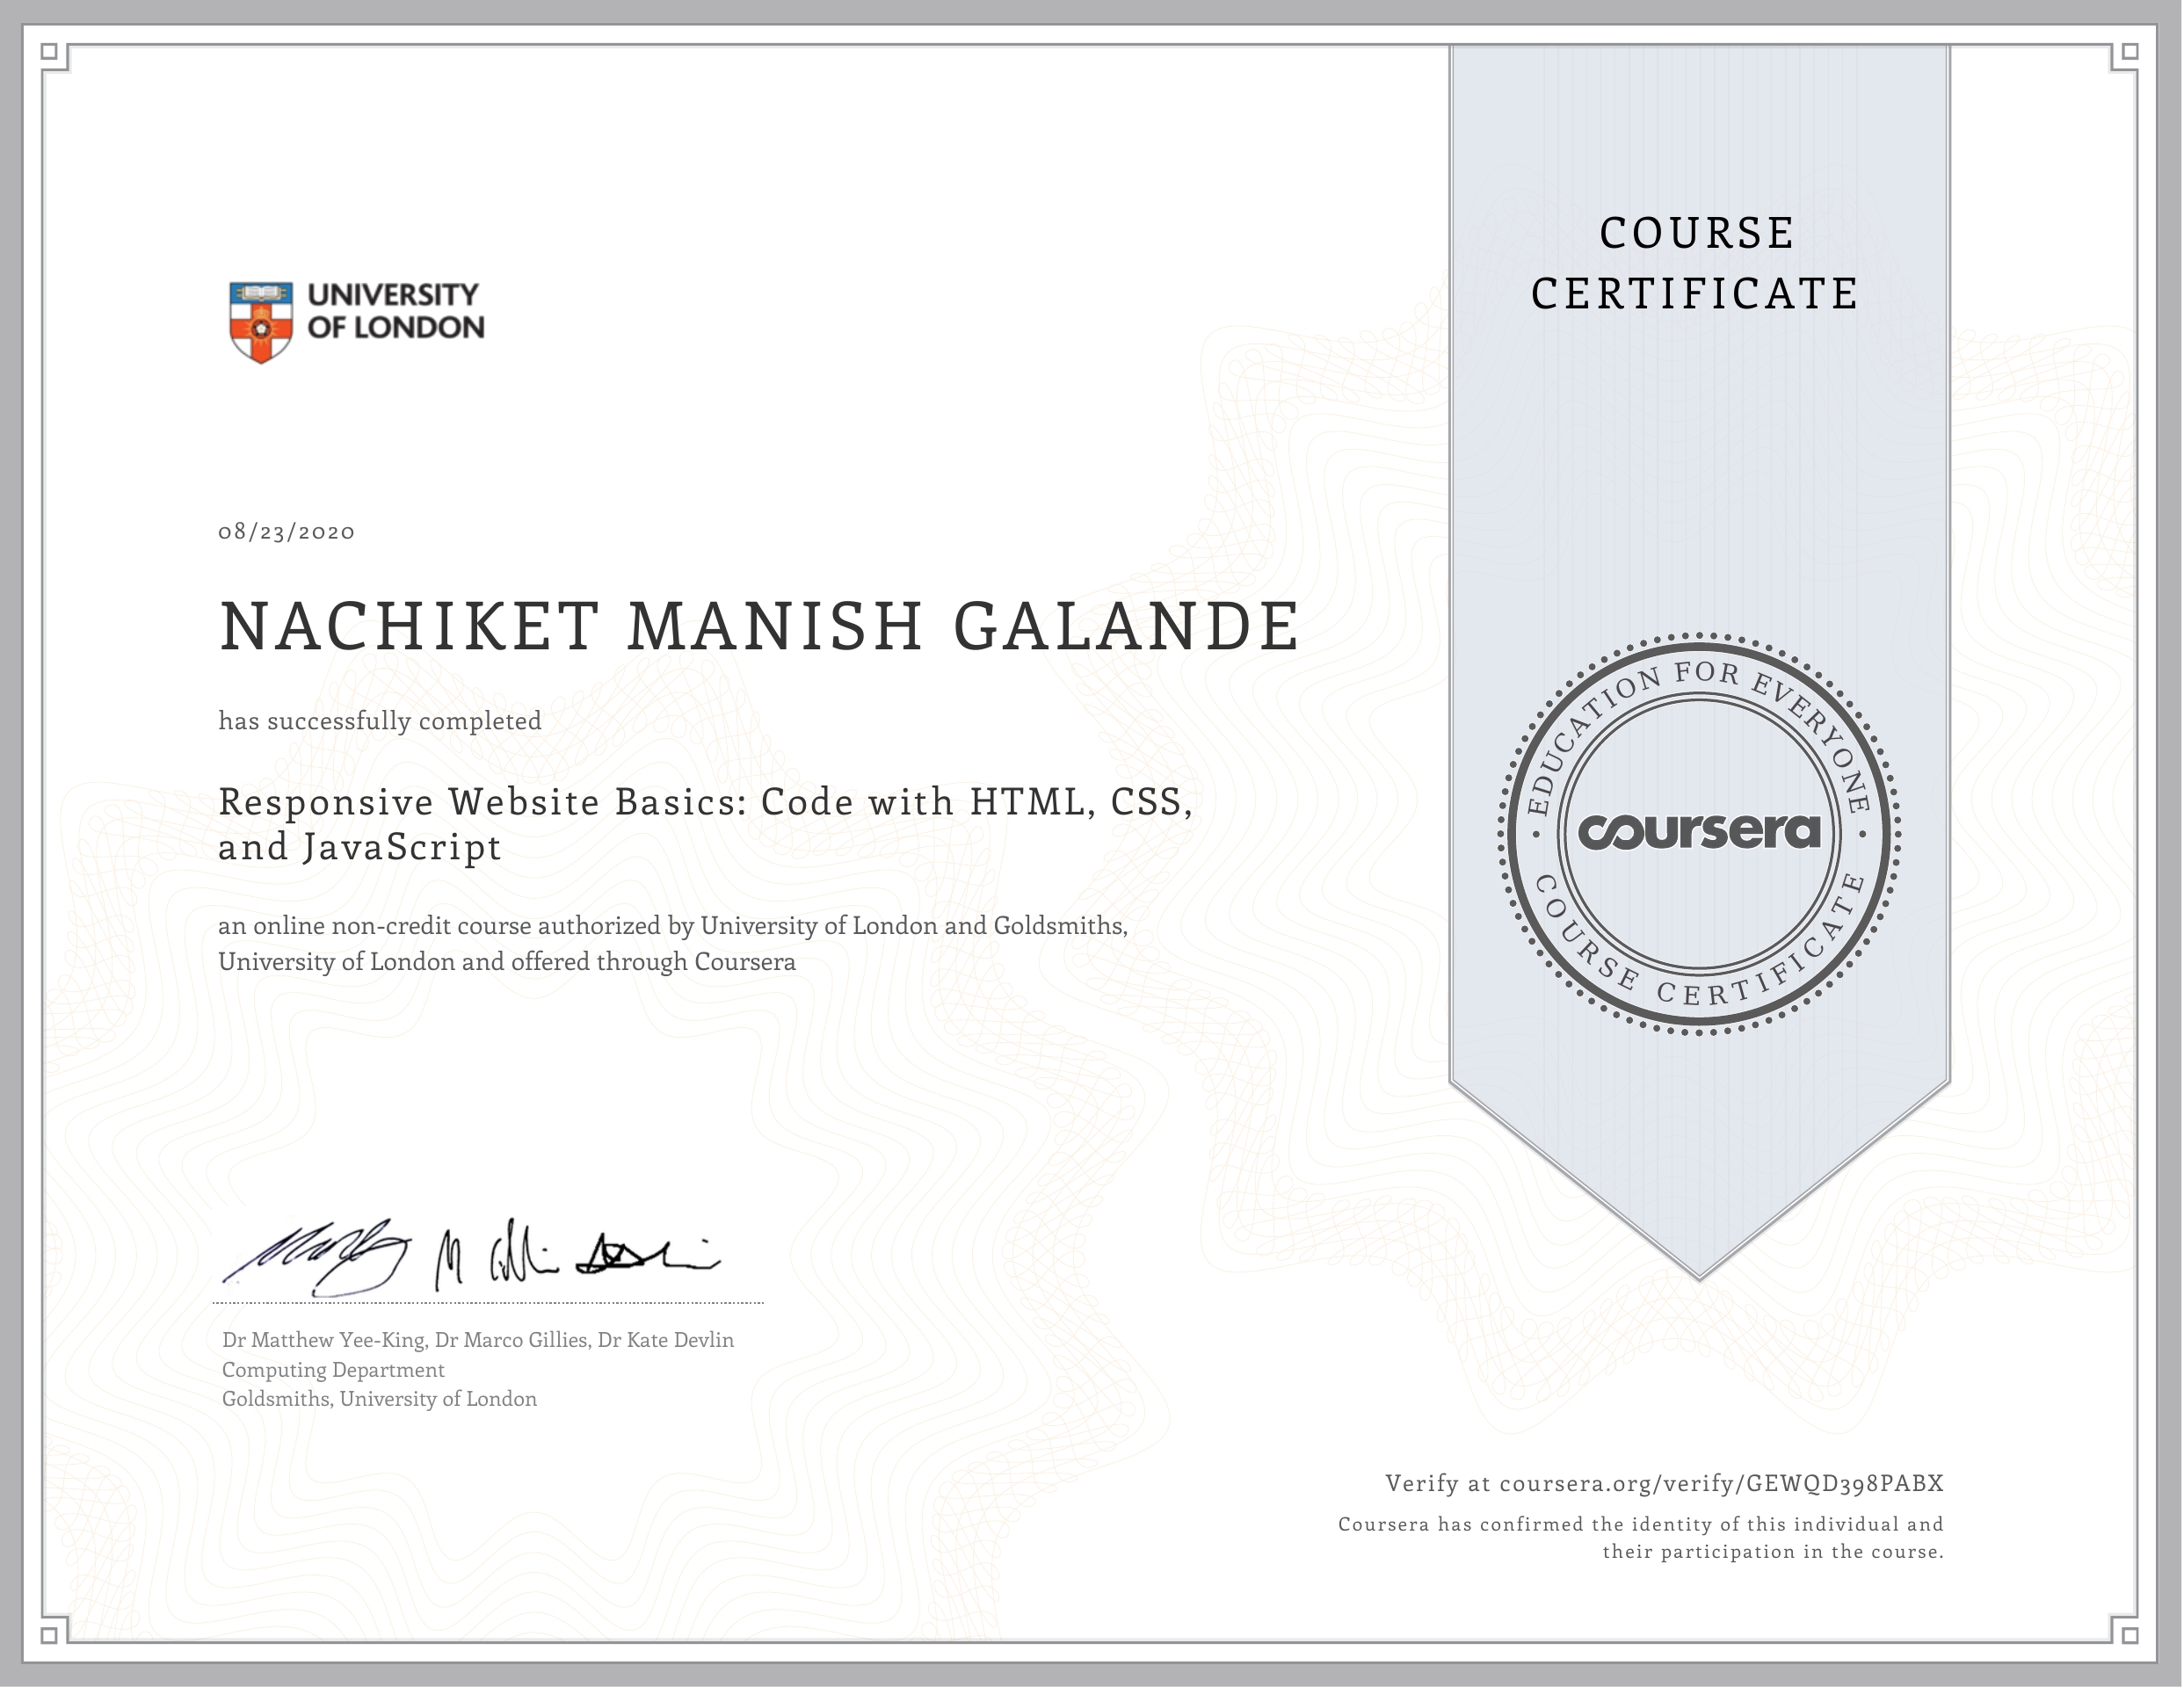 UNIVERSITY
OF LONDON
COURSE
CERTIFICATE
08/23/2020
NACHIKET MANISH GALANDE
has successfully completed
Responsive Website Basics: Code with HTML, CSS,
and JavaScript
an online non-credit course authorized by University of London and Goldsmiths,
University of London and offered through Coursera
EDUCATION FOR EVERYONE
coursera
COURSE CERTIFICATE
Dr Matthew Yee-King, Dr Marco Gillies, Dr Kate Devlin
Computing Department
Goldsmiths, University of London
Verify at coursera.org/verify/GEWQD398PABX
Coursera has confirmed the identity of this individual and
their participation in the course.